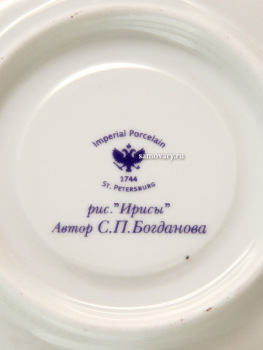 Imperial Porcelain
samovary.ru
1744
St. PETERSBURG
рис."Ирисы"
Автор С.П.Богданова